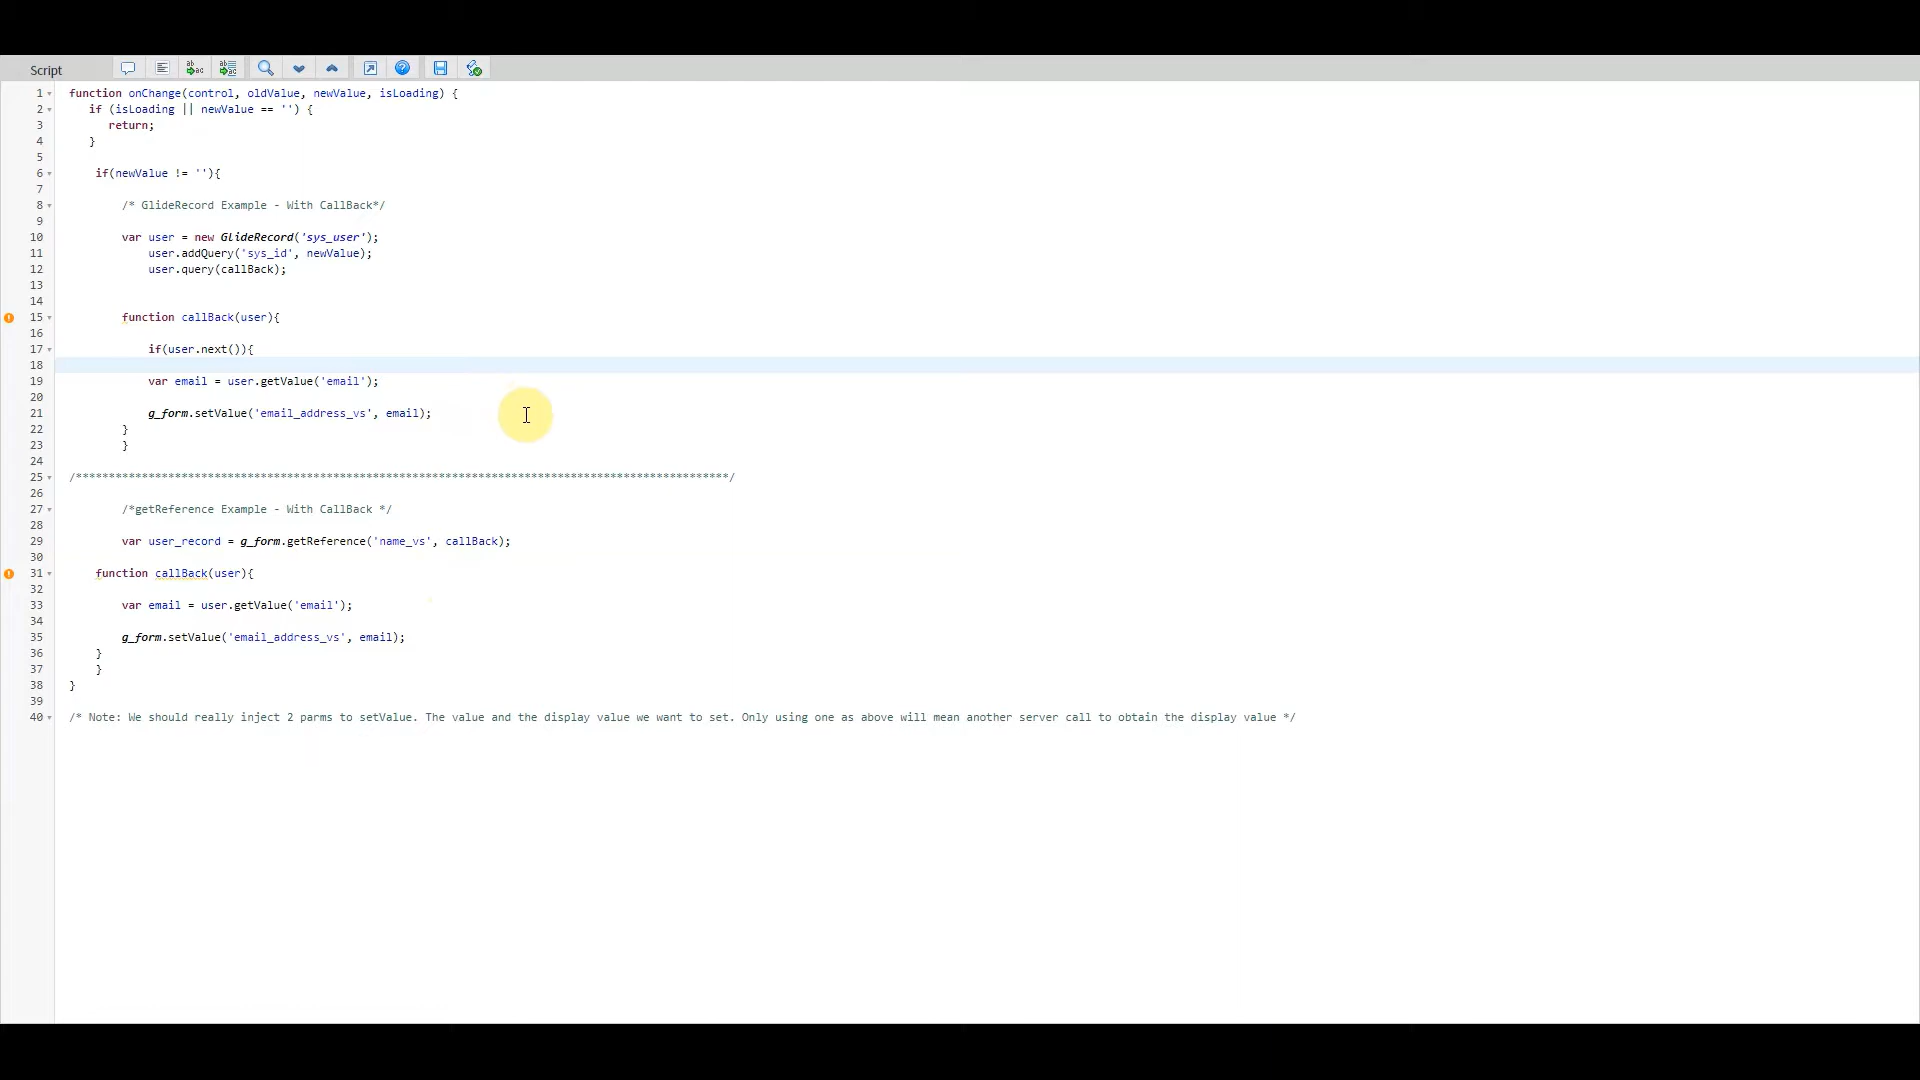 Script
1 function onChange(control, oldValue, newValue, isLoading) {
2 if (isLoading || newValue == '') {
3 return;
4 }
5
6 if(newValue != ''){
7
8 /* GlideRecord Example - With CallBack*/
9
10 var user = new GlideRecord('sys_user');
11 user.addQuery('sys_id', newValue);
12 user.query(callBack);
13
14
15 function callBack(user){
16
17 if(user.next()){
18
19 var email = user.getValue('email');
20
21 g_form.setValue('email_address_vs', email);
22 }
23 }
24
25 /****************************************************************************************************/
26
27 /*getReference Example - With CallBack */
28
29 var user_record = g_form.getReference('name_vs', callBack);
30
31 function callBack(user){
32
33 var email = user.getValue('email');
34
35 g_form.setValue('email_address_vs', email);
36 }
37 }
38 }
39
40 /* Note: We should really inject 2 parms to setValue. The value and the display value we want to set. Only using one as above will mean another server call to obtain the display value */